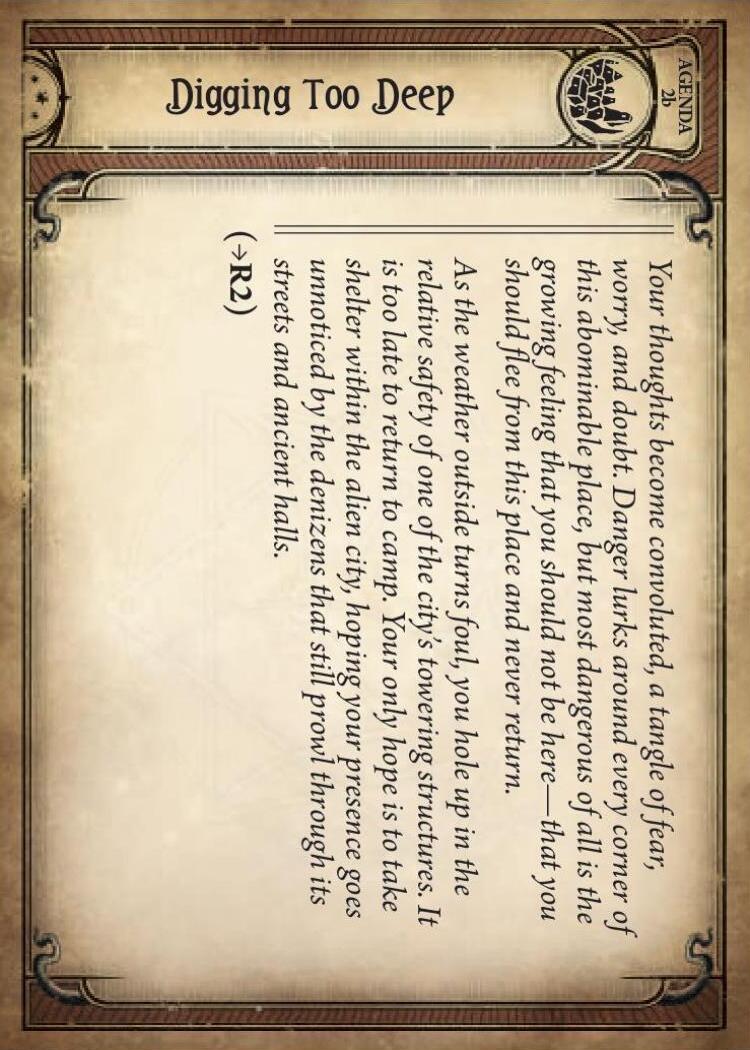 AGENDA
2b
Digging Too Deep
Your thoughts become convoluted, a tangle of fear,
worry, and doubt. Danger lurks around every corner of
this abominable place, but most dangerous of all is the
growing feeling that you should not be here—that you
should flee from this place and never return.
As the weather outside turns foul, you hole up in the
relative safety of one of the city’s towering structures. It
is too late to return to camp. Your only hope is to take
shelter within the alien city, hoping your presence goes
unnoticed by the denizens that still prowl through its
streets and ancient halls.
(→R2)